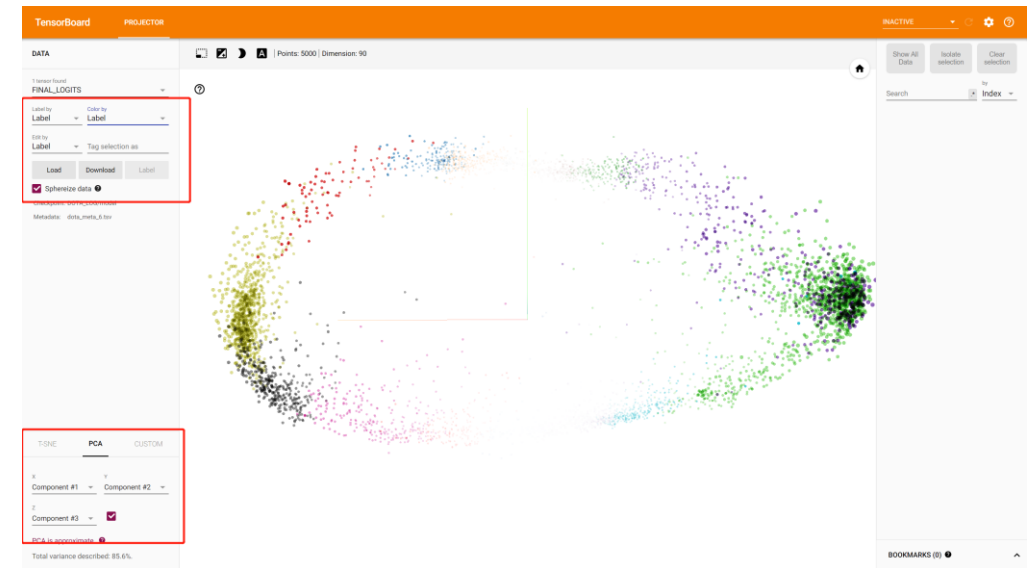 TensorBoard PROJECTOR INACTIVE
DATA
Points: 5000 | Dimension: 90
Show All Data
Isolate selection
Clear selection
1 tensor found
FINAL_LOGITS
Search
by
Index
Label by
Label
Color by
Label
Edit by
Label
Tag selection as
Load Download Label
Sphereize data
Metadata: dota_meta_6.tsv
T-SNE PCA CUSTOM
X
Component #1
Y
Component #2
Z
Component #3
PCA is approximate.
Total variance described: 85.6%.
BOOKMARKS (0)